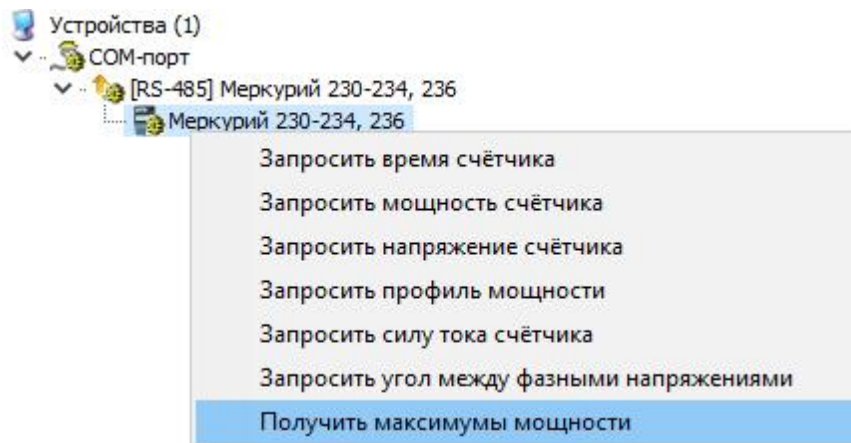 Устройства (1)
COM-порт
[RS-485] Меркурий 230-234, 236
Меркурий 230-234, 236
Запросить время счётчика
Запросить мощность счётчика
Запросить напряжение счётчика
Запросить профиль мощности
Запросить силу тока счётчика
Запросить угол между фазными напряжениями
Получить максимумы мощности